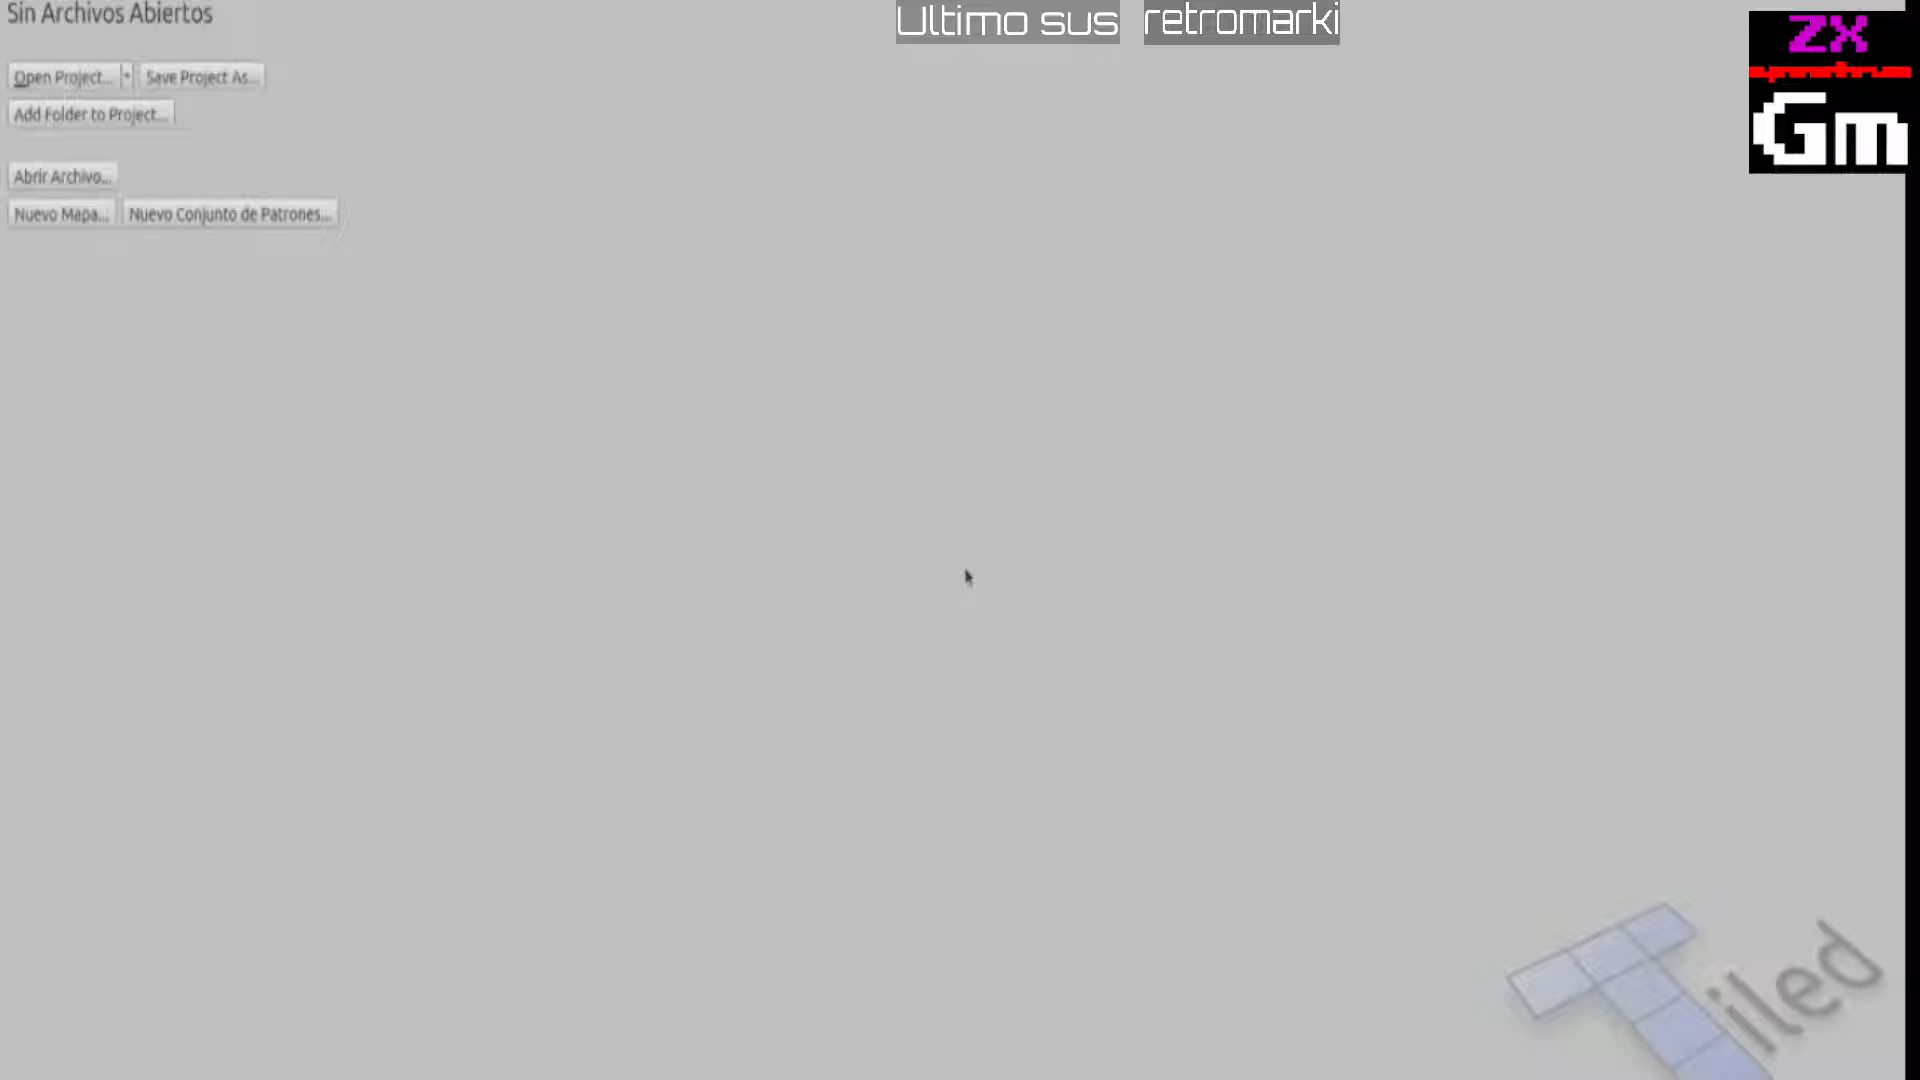 Sin Archivos Abiertos
Ultimo sus retromarki
ZX
Gm
Open Project... Save Project As...
Add Folder to Project...
Abrir Archivo...
Nuevo Mapa... Nuevo Conjunto de Patrones...
Tiled